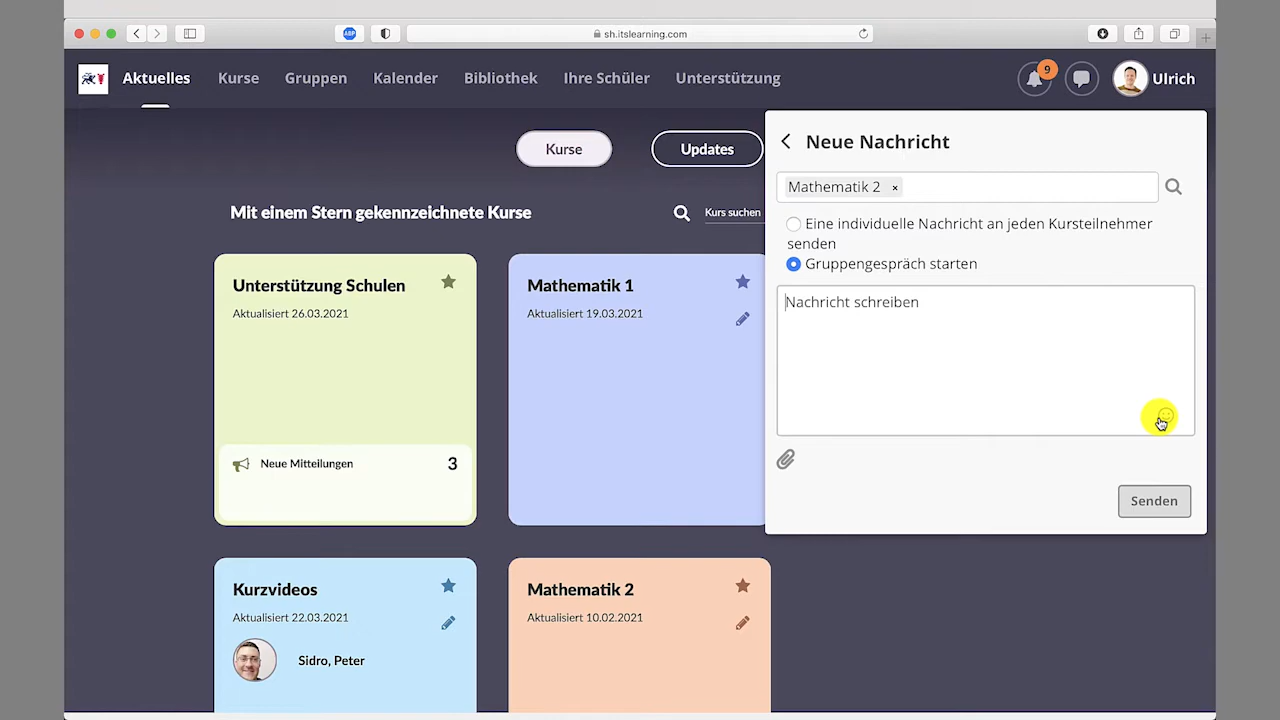 ABP
sh.itslearning.com
Aktuelles
Kurse
Gruppen
Kalender
Bibliothek
Ihre Schüler
Unterstützung
9
Ulrich
Kurse
Updates
Mit einem Stern gekennzeichnete Kurse
Kurs suchen
Unterstützung Schulen
Aktualisiert 26.03.2021
Neue Mitteilungen
3
Mathematik 1
Aktualisiert 19.03.2021
Kurzvideos
Aktualisiert 22.03.2021
Sidro, Peter
Mathematik 2
Aktualisiert 10.02.2021
Neue Nachricht
Mathematik 2 ×
Eine individuelle Nachricht an jeden Kursteilnehmer
senden
Gruppengespräch starten
Nachricht schreiben
Senden